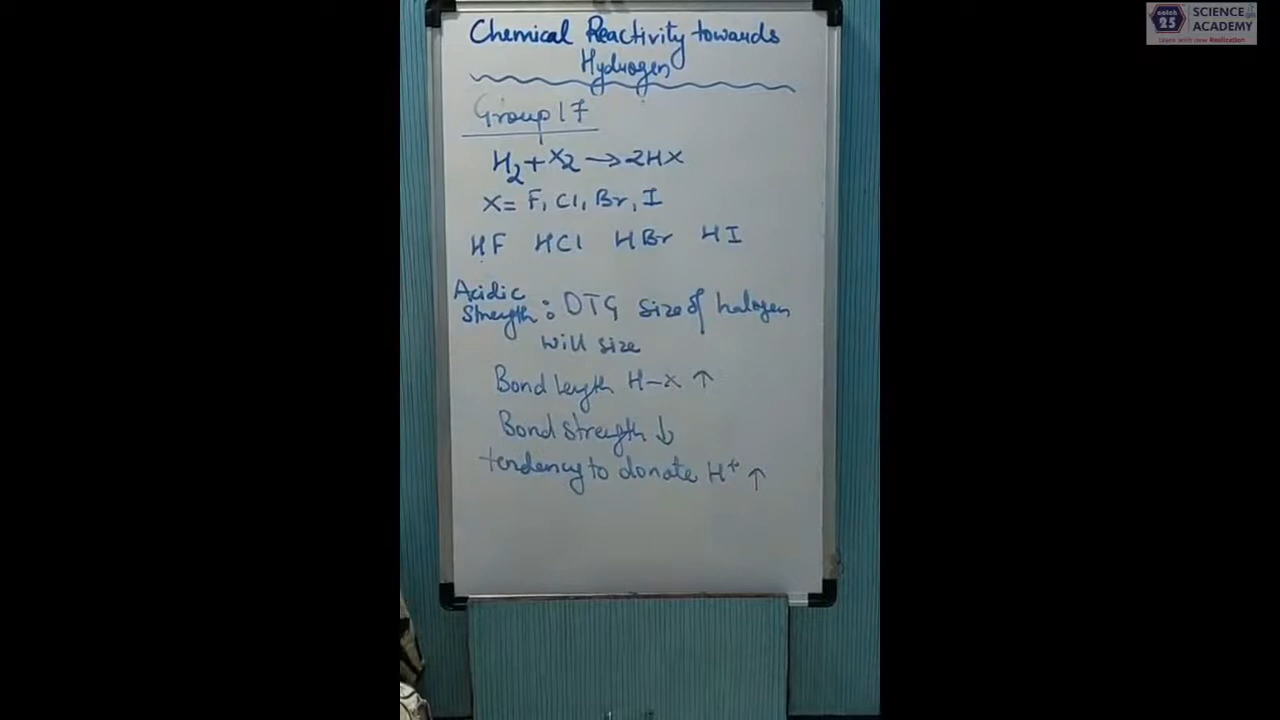 Chemical Reactivity towards
Hydrogen
Group 17
H2 + X2 → 2HX
X = F, Cl, Br, I
HF HCl HBr HI
Acidic
Strength : DTG size of halogen
will size
Bond length H-X ↑
Bond strength ↓
tendency to donate H+ ↑
25
SCIENCE
ACADEMY